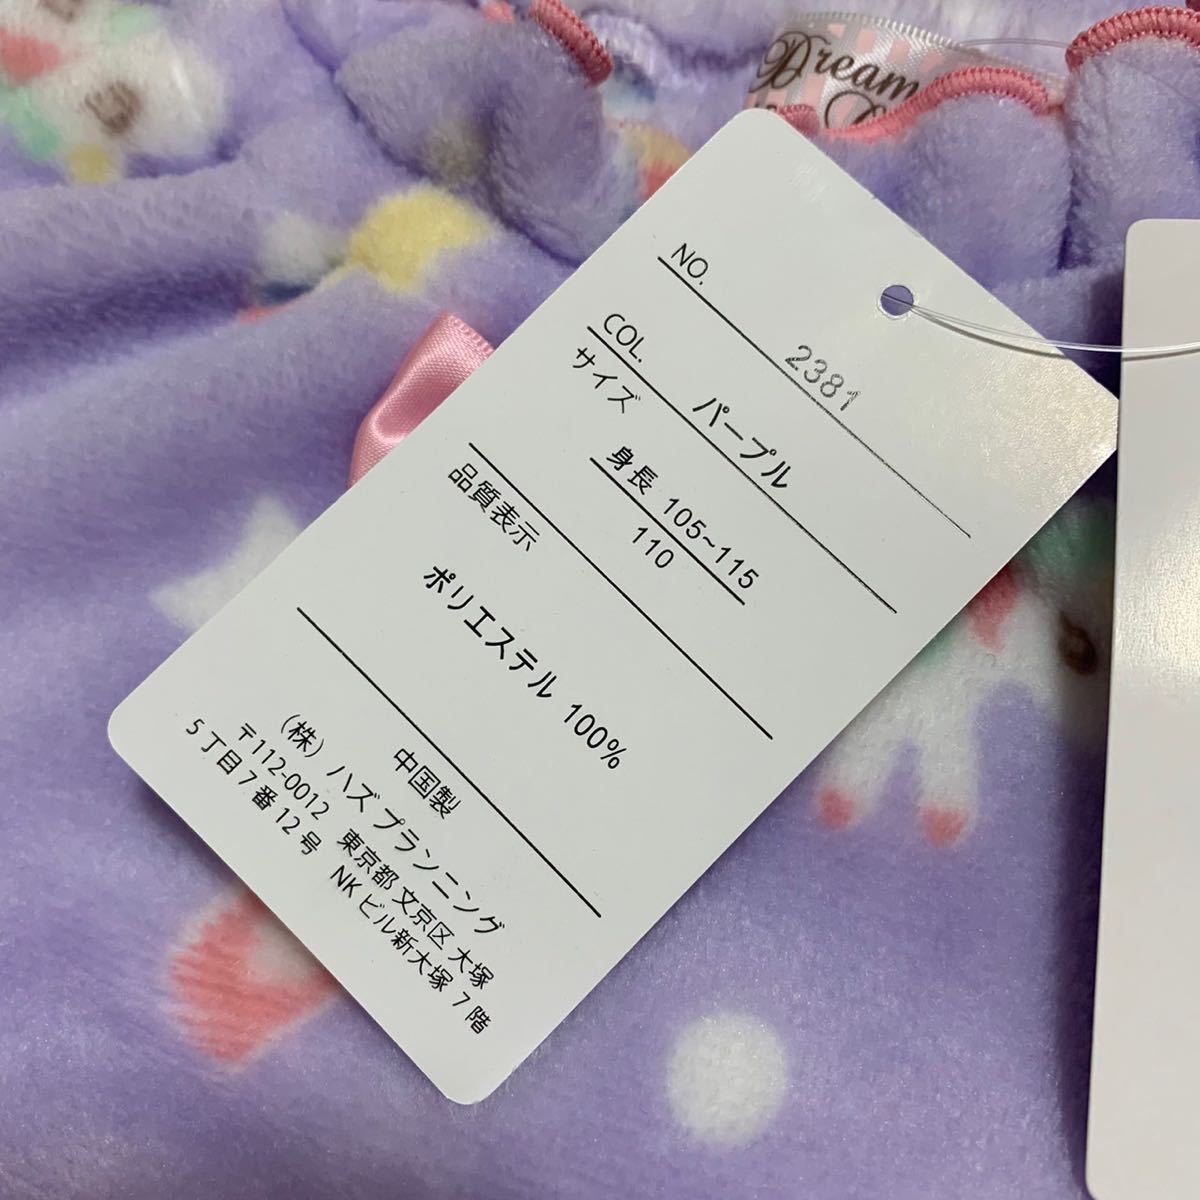 Dream
NO.
2381
COL.
パープル
サイズ
身長 105~115
110
品質表示
ポリエステル 100%
中国製
（株）ハズプランニング
〒112-0012 東京都 文京区 大塚
5丁目7番12号 NKビル新大塚 7階